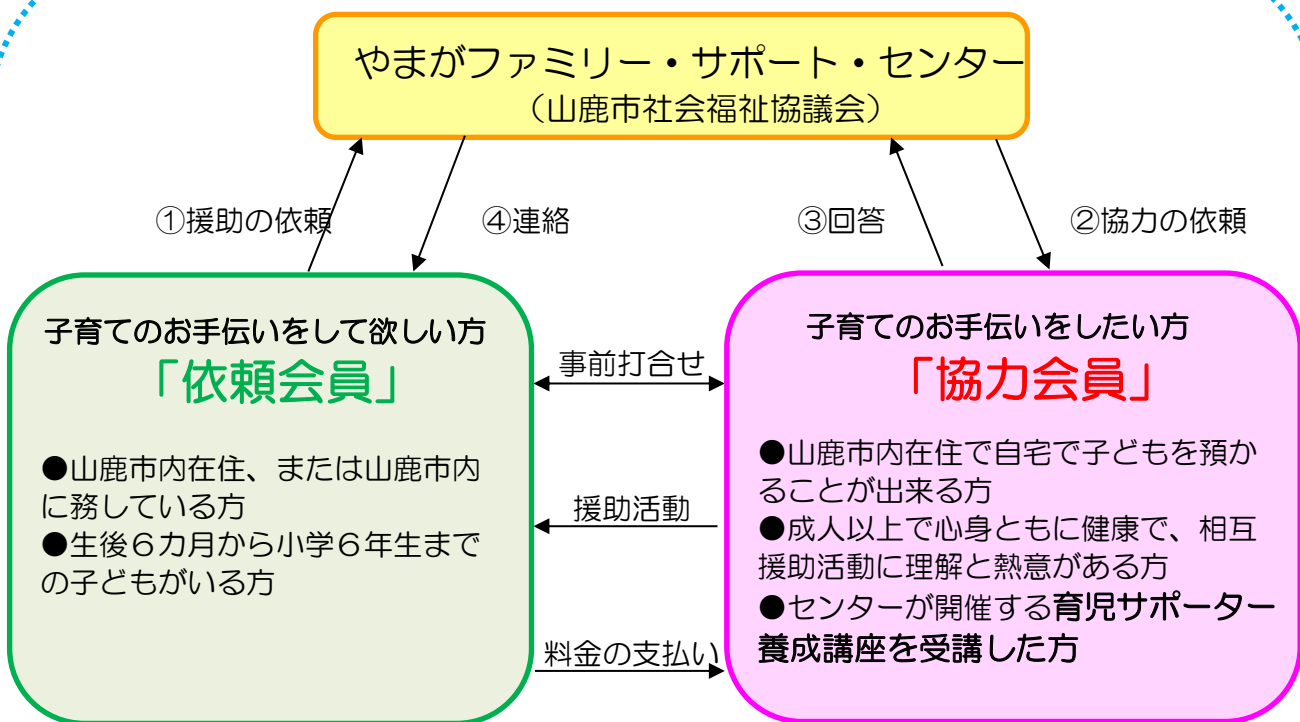 やまがファミリー・サポート・センター
（山鹿市社会福祉協議会）
①援助の依頼
④連絡
③回答
②協力の依頼
子育てのお手伝いをして欲しい方
「依頼会員」
●山鹿市内在住、または山鹿市内
に務している方
●生後６カ月から小学６年生まで
の子どもがいる方
事前打合せ
援助活動
料金の支払い
子育てのお手伝いをしたい方
「協力会員」
●山鹿市内在住で自宅で子どもを預か
ることが出来る方
●成人以上で心身ともに健康で、相互
援助活動に理解と熱意がある方
●センターが開催する育児サポーター
養成講座を受講した方